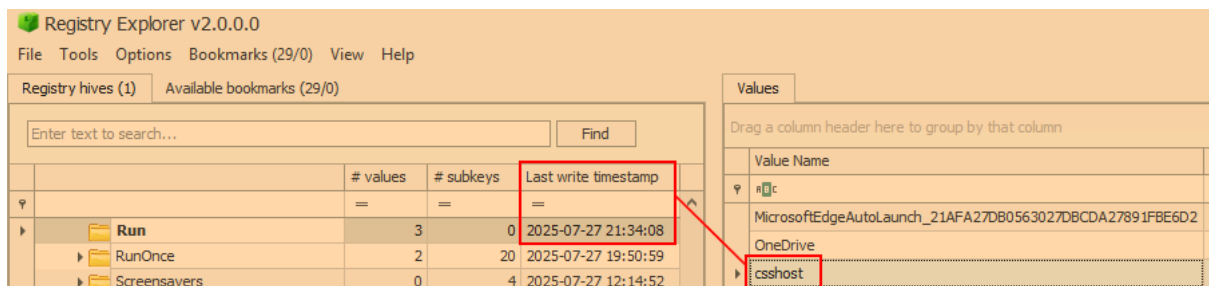 Registry Explorer v2.0.0.0
File Tools Options Bookmarks (29/0) View Help
Registry hives (1) Available bookmarks (29/0)
Enter text to search... Find
# values # subkeys Last write timestamp
= = =
Run 3 0 2025-07-27 21:34:08
RunOnce 2 20 2025-07-27 19:50:59
Screensavers 0 4 2025-07-27 12:14:52
Values
Drag a column header here to group by that column
Value Name
ABC
MicrosoftEdgeAutoLaunch_21AFA27DB0563027DBCDA27891FBE6D2
OneDrive
csshost